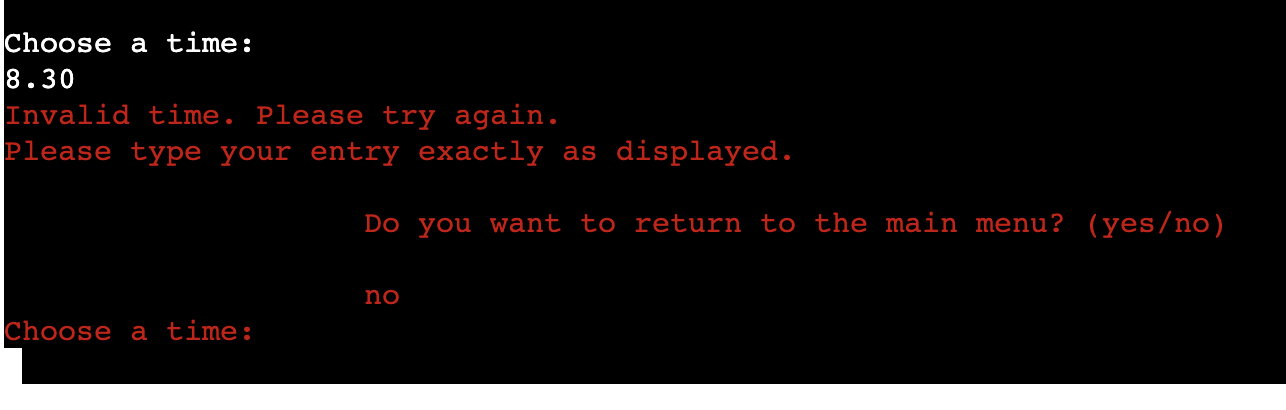 Choose a time:
8.30
Invalid time. Please try again.
Please type your entry exactly as displayed.
Do you want to return to the main menu? (yes/no)
no
Choose a time: